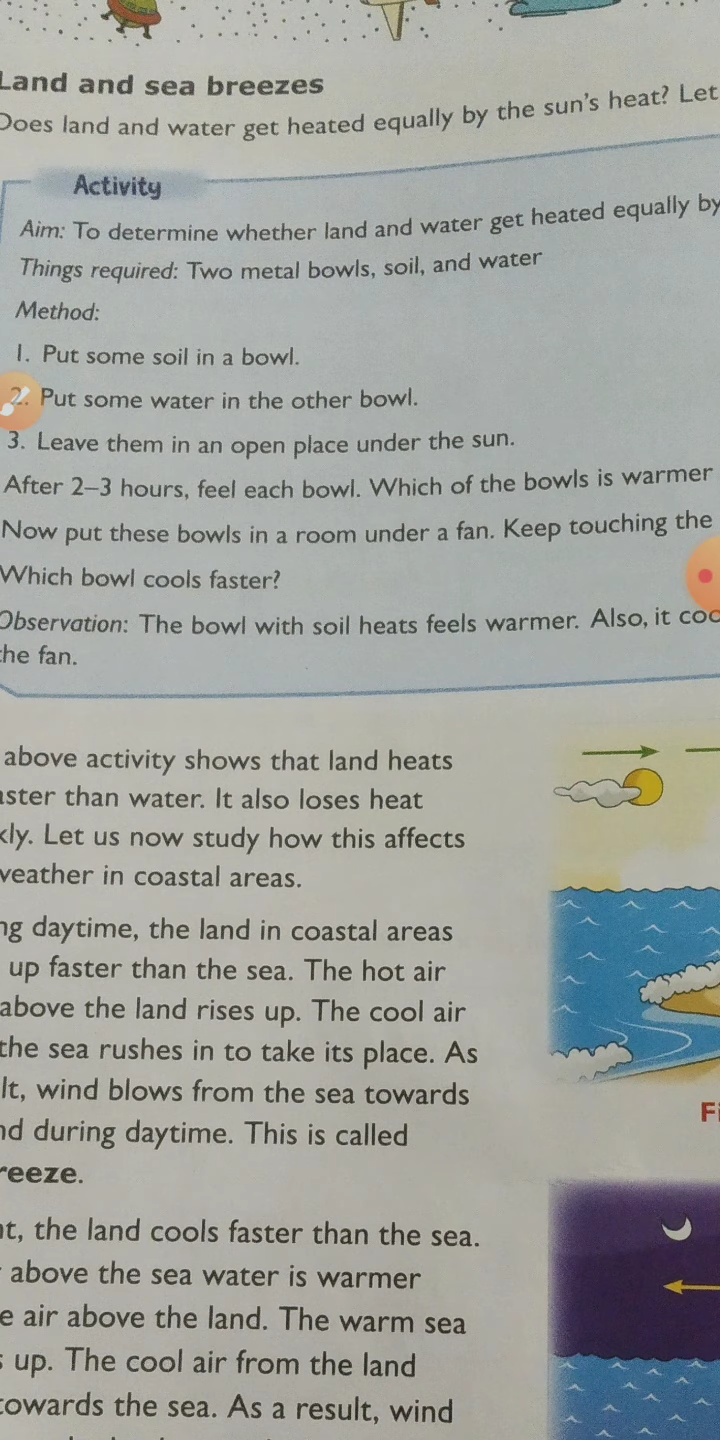 Land and sea breezes
Does land and water get heated equally by the sun's heat? Let
Activity
Aim: To determine whether land and water get heated equally by
Things required: Two metal bowls, soil, and water
Method:
1. Put some soil in a bowl.
2. Put some water in the other bowl.
3. Leave them in an open place under the sun.
After 2–3 hours, feel each bowl. Which of the bowls is warmer
Now put these bowls in a room under a fan. Keep touching the
Which bowl cools faster?
Observation: The bowl with soil heats feels warmer. Also, it coo
the fan.
above activity shows that land heats
aster than water. It also loses heat
kly. Let us now study how this affects
weather in coastal areas.
ng daytime, the land in coastal areas
up faster than the sea. The hot air
above the land rises up. The cool air
the sea rushes in to take its place. As
lt, wind blows from the sea towards
nd during daytime. This is called
reeze.
Fi
nt, the land cools faster than the sea.
above the sea water is warmer
e air above the land. The warm sea
s up. The cool air from the land
towards the sea. As a result, wind